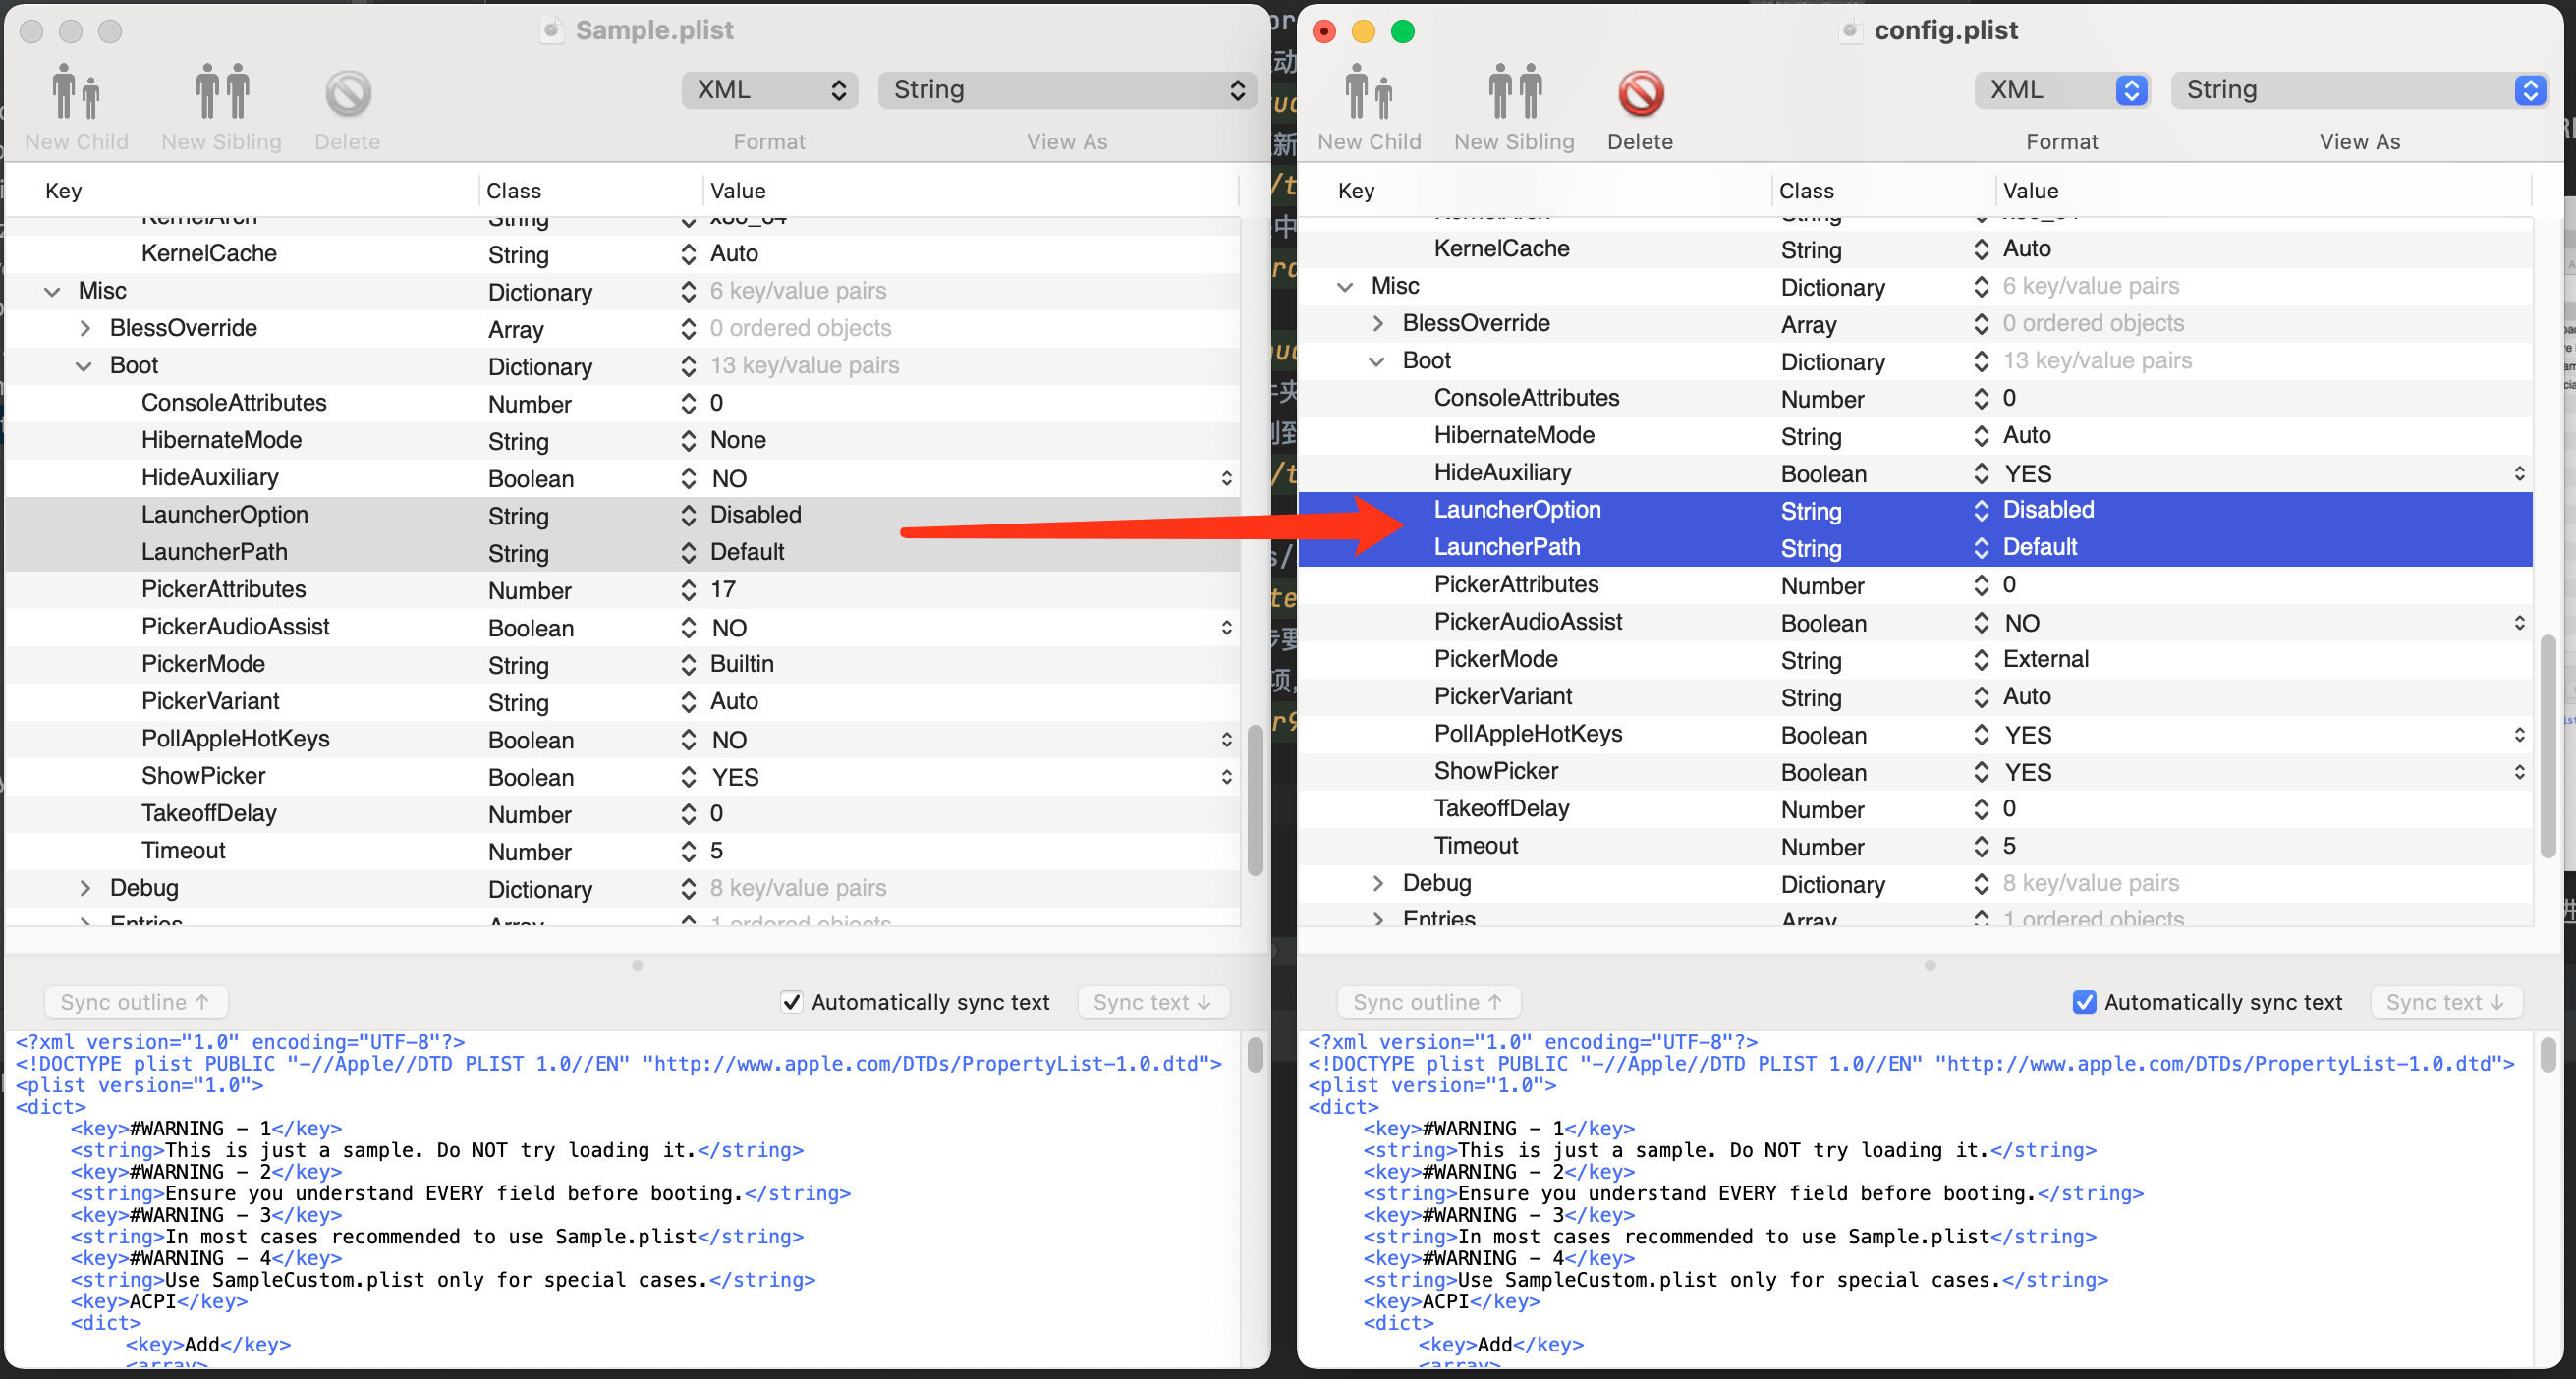 Sample.plist
New Child New Sibling Delete
XML String
Format View As
Key Class Value
KernelArch String x86_64
KernelCache String Auto
Misc Dictionary 6 key/value pairs
BlessOverride Array 0 ordered objects
Boot Dictionary 13 key/value pairs
ConsoleAttributes Number 0
HibernateMode String None
HideAuxiliary Boolean NO
LauncherOption String Disabled
LauncherPath String Default
PickerAttributes Number 17
PickerAudioAssist Boolean NO
PickerMode String Builtin
PickerVariant String Auto
PollAppleHotKeys Boolean NO
ShowPicker Boolean YES
TakeoffDelay Number 0
Timeout Number 5
Debug Dictionary 8 key/value pairs
Entries Array 1 ordered objects
Sync outline ↑ Automatically sync text Sync text ↓
<?xml version="1.0" encoding="UTF-8"?>
<!DOCTYPE plist PUBLIC "-//Apple//DTD PLIST 1.0//EN" "http://www.apple.com/DTDs/PropertyList-1.0.dtd">
<plist version="1.0">
<dict>
<key>#WARNING - 1</key>
<string>This is just a sample. Do NOT try loading it.</string>
<key>#WARNING - 2</key>
<string>Ensure you understand EVERY field before booting.</string>
<key>#WARNING - 3</key>
<string>In most cases recommended to use Sample.plist</string>
<key>#WARNING - 4</key>
<string>Use SampleCustom.plist only for special cases.</string>
<key>ACPI</key>
<dict>
<key>Add</key>
<array>
config.plist
New Child New Sibling Delete
XML String
Format View As
Key Class Value
KernelArch String x86_64
KernelCache String Auto
Misc Dictionary 6 key/value pairs
BlessOverride Array 0 ordered objects
Boot Dictionary 13 key/value pairs
ConsoleAttributes Number 0
HibernateMode String Auto
HideAuxiliary Boolean YES
LauncherOption String Disabled
LauncherPath String Default
PickerAttributes Number 0
PickerAudioAssist Boolean NO
PickerMode String External
PickerVariant String Auto
PollAppleHotKeys Boolean YES
ShowPicker Boolean YES
TakeoffDelay Number 0
Timeout Number 5
Debug Dictionary 8 key/value pairs
Entries Array 1 ordered objects
Sync outline ↑ Automatically sync text Sync text ↓
<?xml version="1.0" encoding="UTF-8"?>
<!DOCTYPE plist PUBLIC "-//Apple//DTD PLIST 1.0//EN" "http://www.apple.com/DTDs/PropertyList-1.0.dtd">
<plist version="1.0">
<dict>
<key>#WARNING - 1</key>
<string>This is just a sample. Do NOT try loading it.</string>
<key>#WARNING - 2</key>
<string>Ensure you understand EVERY field before booting.</string>
<key>#WARNING - 3</key>
<string>In most cases recommended to use Sample.plist</string>
<key>#WARNING - 4</key>
<string>Use SampleCustom.plist only for special cases.</string>
<key>ACPI</key>
<dict>
<key>Add</key>
<array>